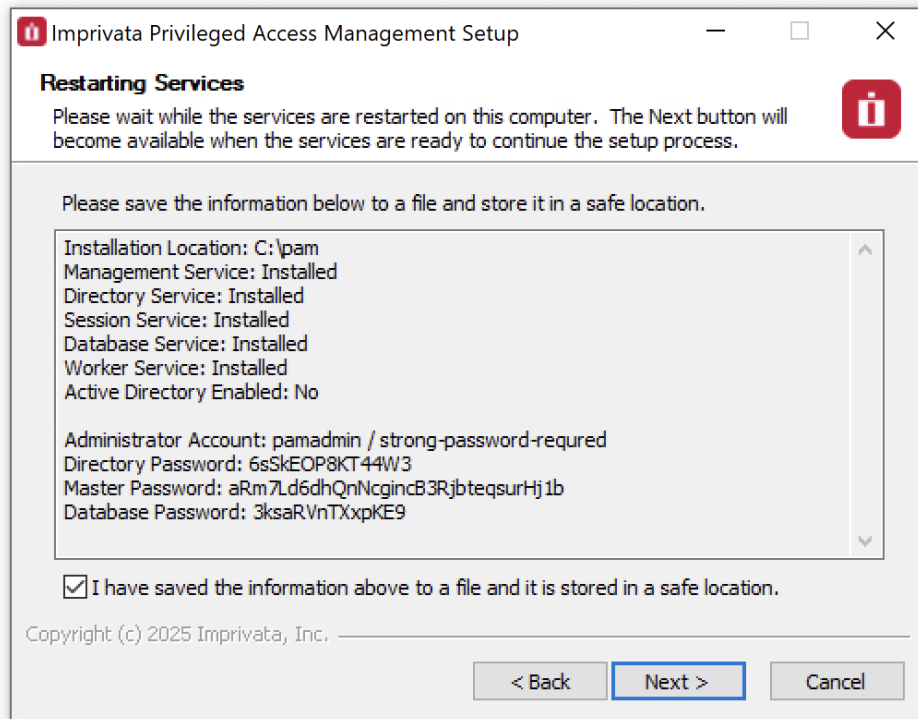 Imprivata Privileged Access Management Setup
Restarting Services
Please wait while the services are restarted on this computer. The Next button will
become available when the services are ready to continue the setup process.
Please save the information below to a file and store it in a safe location.
Installation Location: C:\pam
Management Service: Installed
Directory Service: Installed
Session Service: Installed
Database Service: Installed
Worker Service: Installed
Active Directory Enabled: No
Administrator Account: pamadmin / strong-password-requred
Directory Password: 6sSkEOP8KT44W3
Master Password: aRm7Ld6dhQnNcgincB3RjbteqsurHj1b
Database Password: 3ksaRVnTXxpKE9
I have saved the information above to a file and it is stored in a safe location.
Copyright (c) 2025 Imprivata, Inc.
< Back Next > Cancel